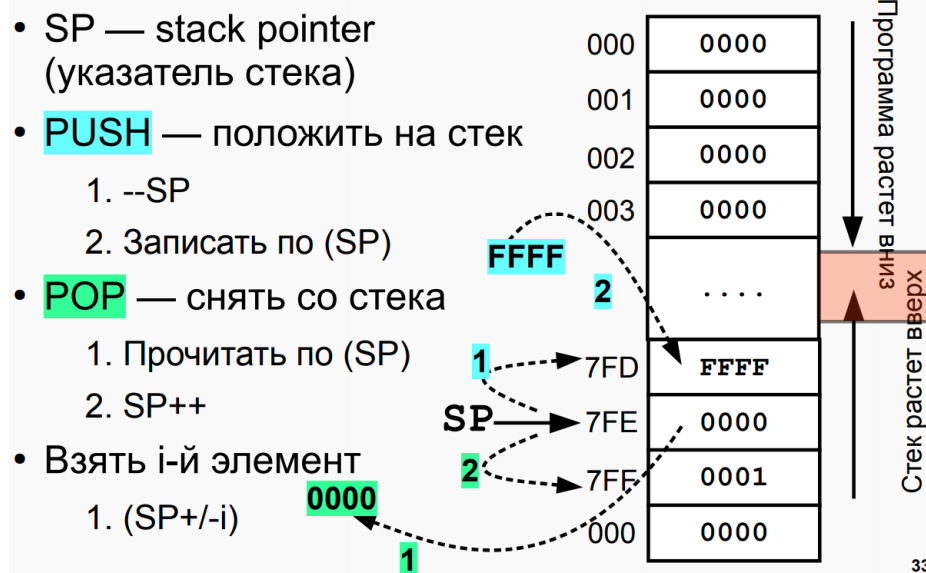 • SP — stack pointer
(указатель стека)
• PUSH — положить на стек
1. --SP
2. Записать по (SP)
• POP — снять со стека
1. Прочитать по (SP)
2. SP++
• Взять i-й элемент
1. (SP+/-i)
FFFF
2
1
SP
2
0000
1
000 0000
001 0000
002 0000
003 0000
....
7FD FFFF
7FE 0000
7FF 0001
000 0000
Программа растет вниз
Стек растет вверх
33